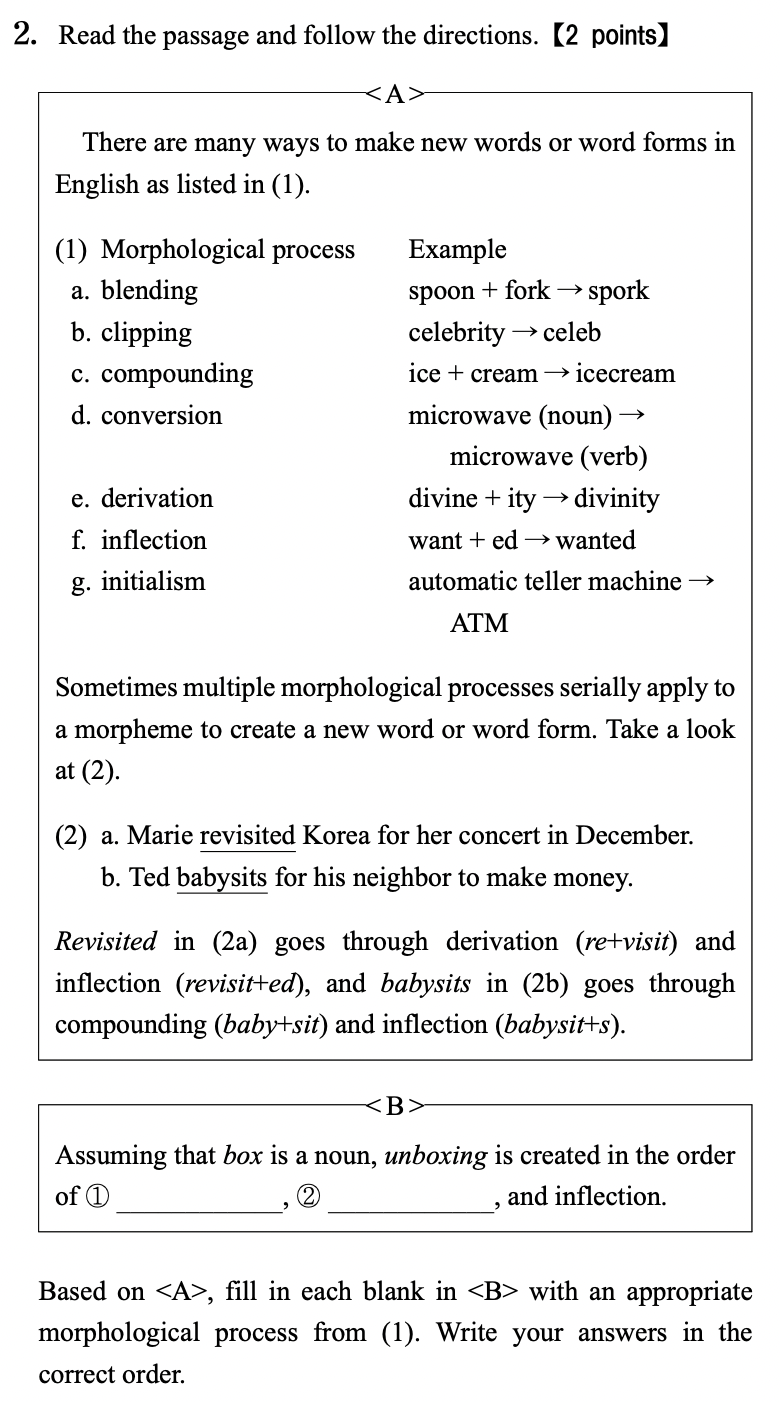 2. Read the passage and follow the directions.【2 points】
<A>
There are many ways to make new words or word forms in
English as listed in (1).
(1) Morphological process Example
a. blending spoon + fork → spork
b. clipping celebrity → celeb
c. compounding ice + cream → icecream
d. conversion microwave (noun) →
microwave (verb)
e. derivation divine + ity → divinity
f. inflection want + ed → wanted
g. initialism automatic teller machine →
ATM
Sometimes multiple morphological processes serially apply to
a morpheme to create a new word or word form. Take a look
at (2).
(2) a. Marie revisited Korea for her concert in December.
b. Ted babysits for his neighbor to make money.
Revisited in (2a) goes through derivation (re+visit) and
inflection (revisit+ed), and babysits in (2b) goes through
compounding (baby+sit) and inflection (babysit+s).
<B>
Assuming that box is a noun, unboxing is created in the order
of ① ____________, ② ____________, and inflection.
Based on <A>, fill in each blank in <B> with an appropriate
morphological process from (1). Write your answers in the
correct order.